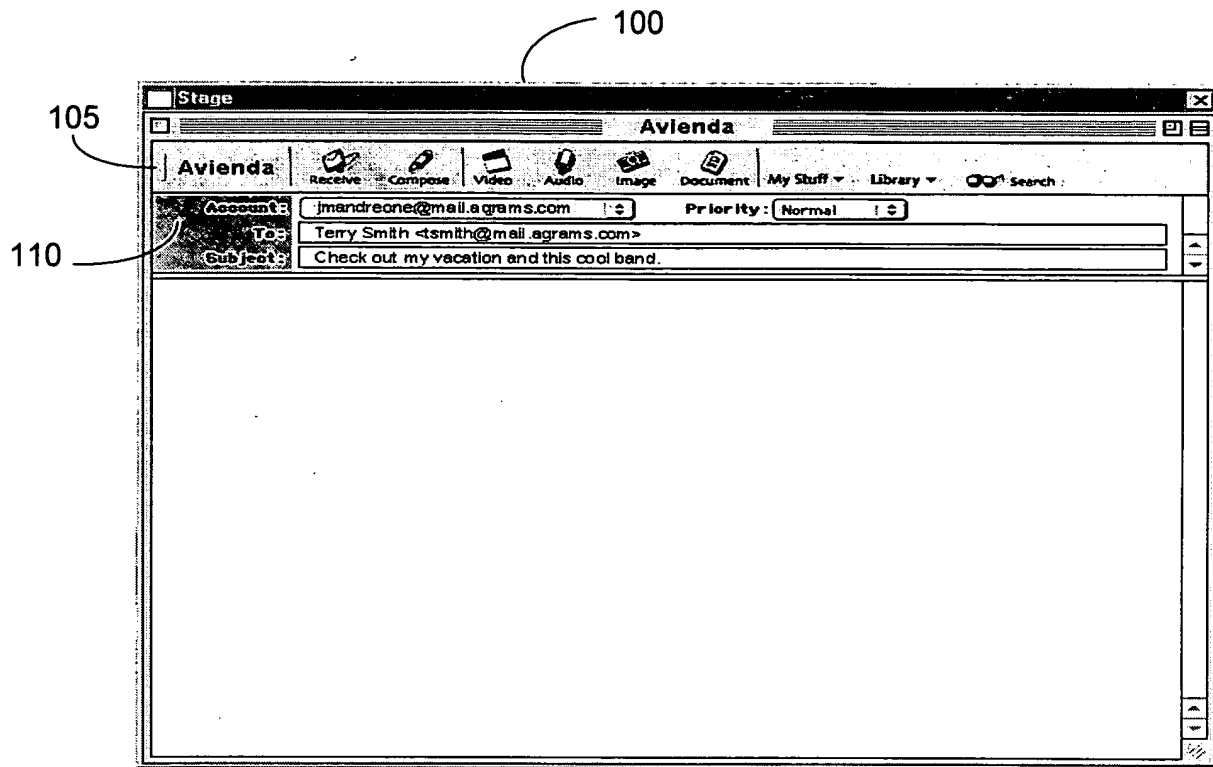 100
Stage
105
Avienda
Avienda Receive Compose Video Audio Image Document My Stuff Library Search
Account: jmandreone@mail.agrams.com Priority: Normal
110
To: Terry Smith <tsmith@mail.agrams.com>
Subject: Check out my vacation and this cool band.